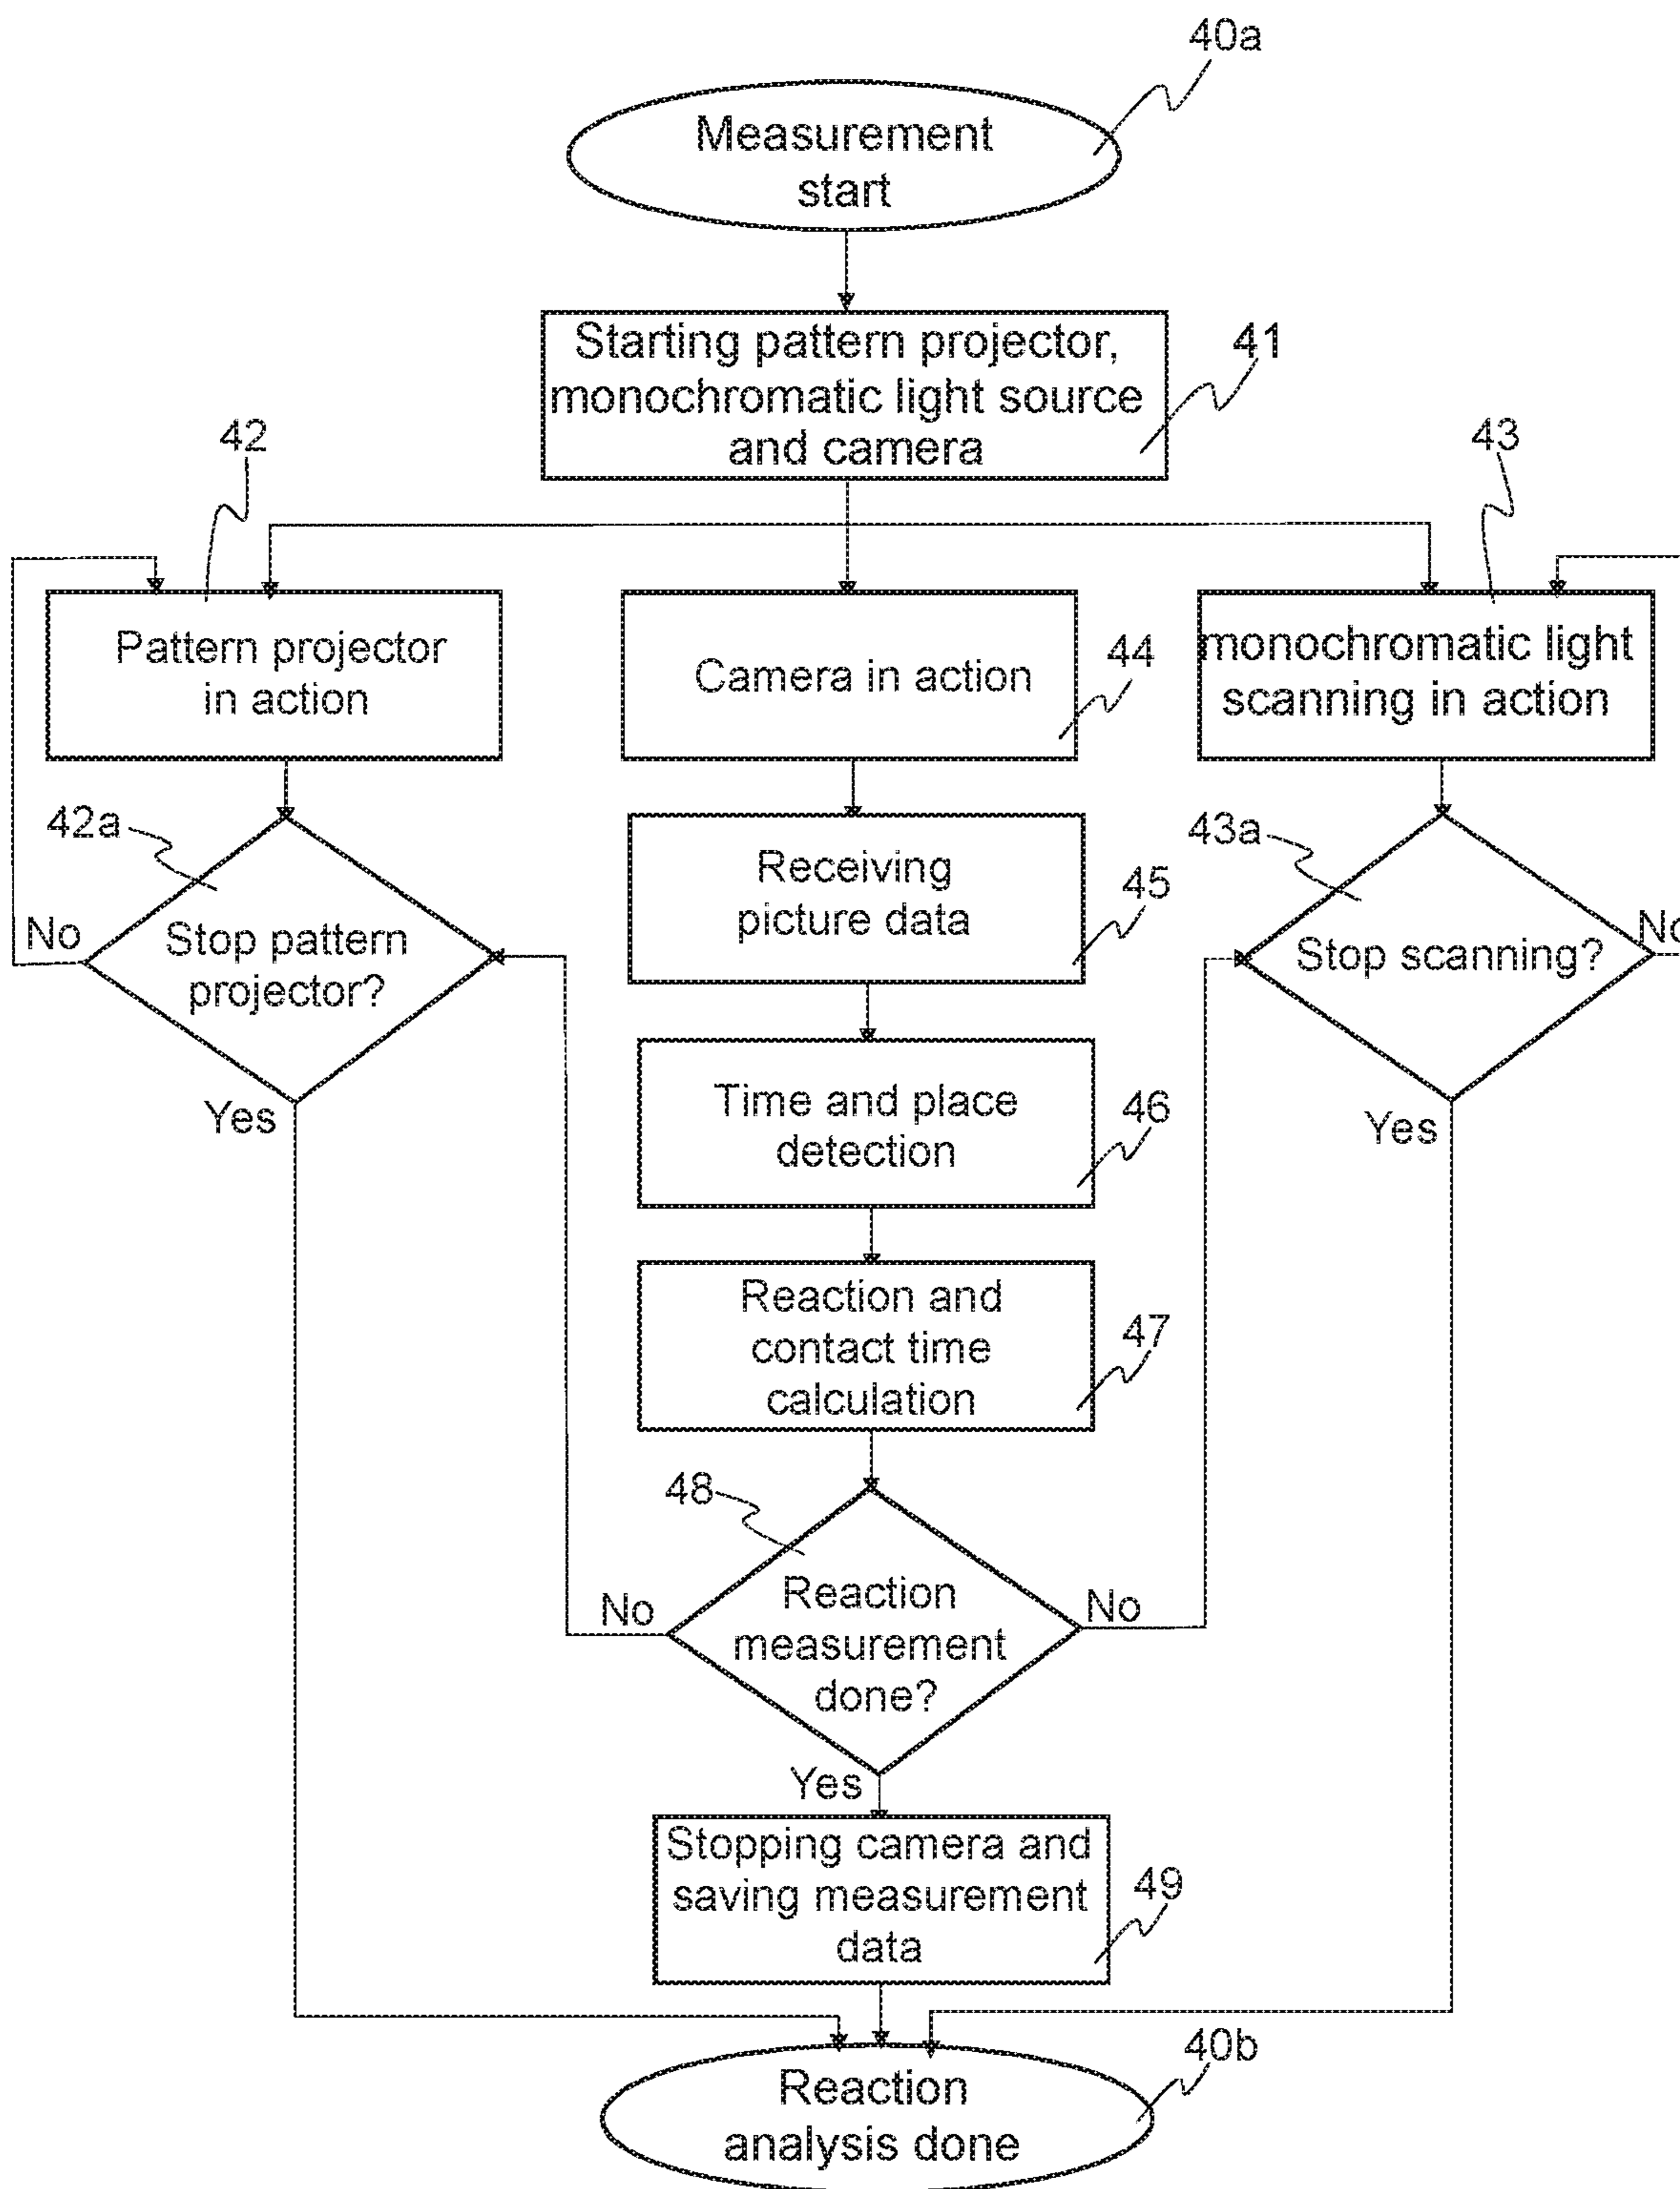 40a
Measurement
start
Starting pattern projector,
monochromatic light source
and camera
41
42
43
Pattern projector
in action
Camera in action
44
monochromatic light
scanning in action
42a
No
Stop pattern
projector?
Yes
Receiving
picture data
45
43a
Stop scanning?
No
Yes
Time and place
detection
46
Reaction and
contact time
calculation
47
48
No
Reaction
measurement
done?
No
Yes
Stopping camera and
saving measurement
data
49
40b
Reaction
analysis done